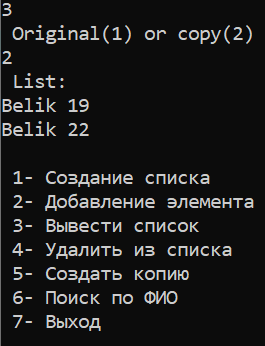 3
Original(1) or copy(2)
2
List:
Belik 19
Belik 22
1- Создание списка
2- Добавление элемента
3- Вывести список
4- Удалить из списка
5- Создать копию
6- Поиск по ФИО
7- Выход